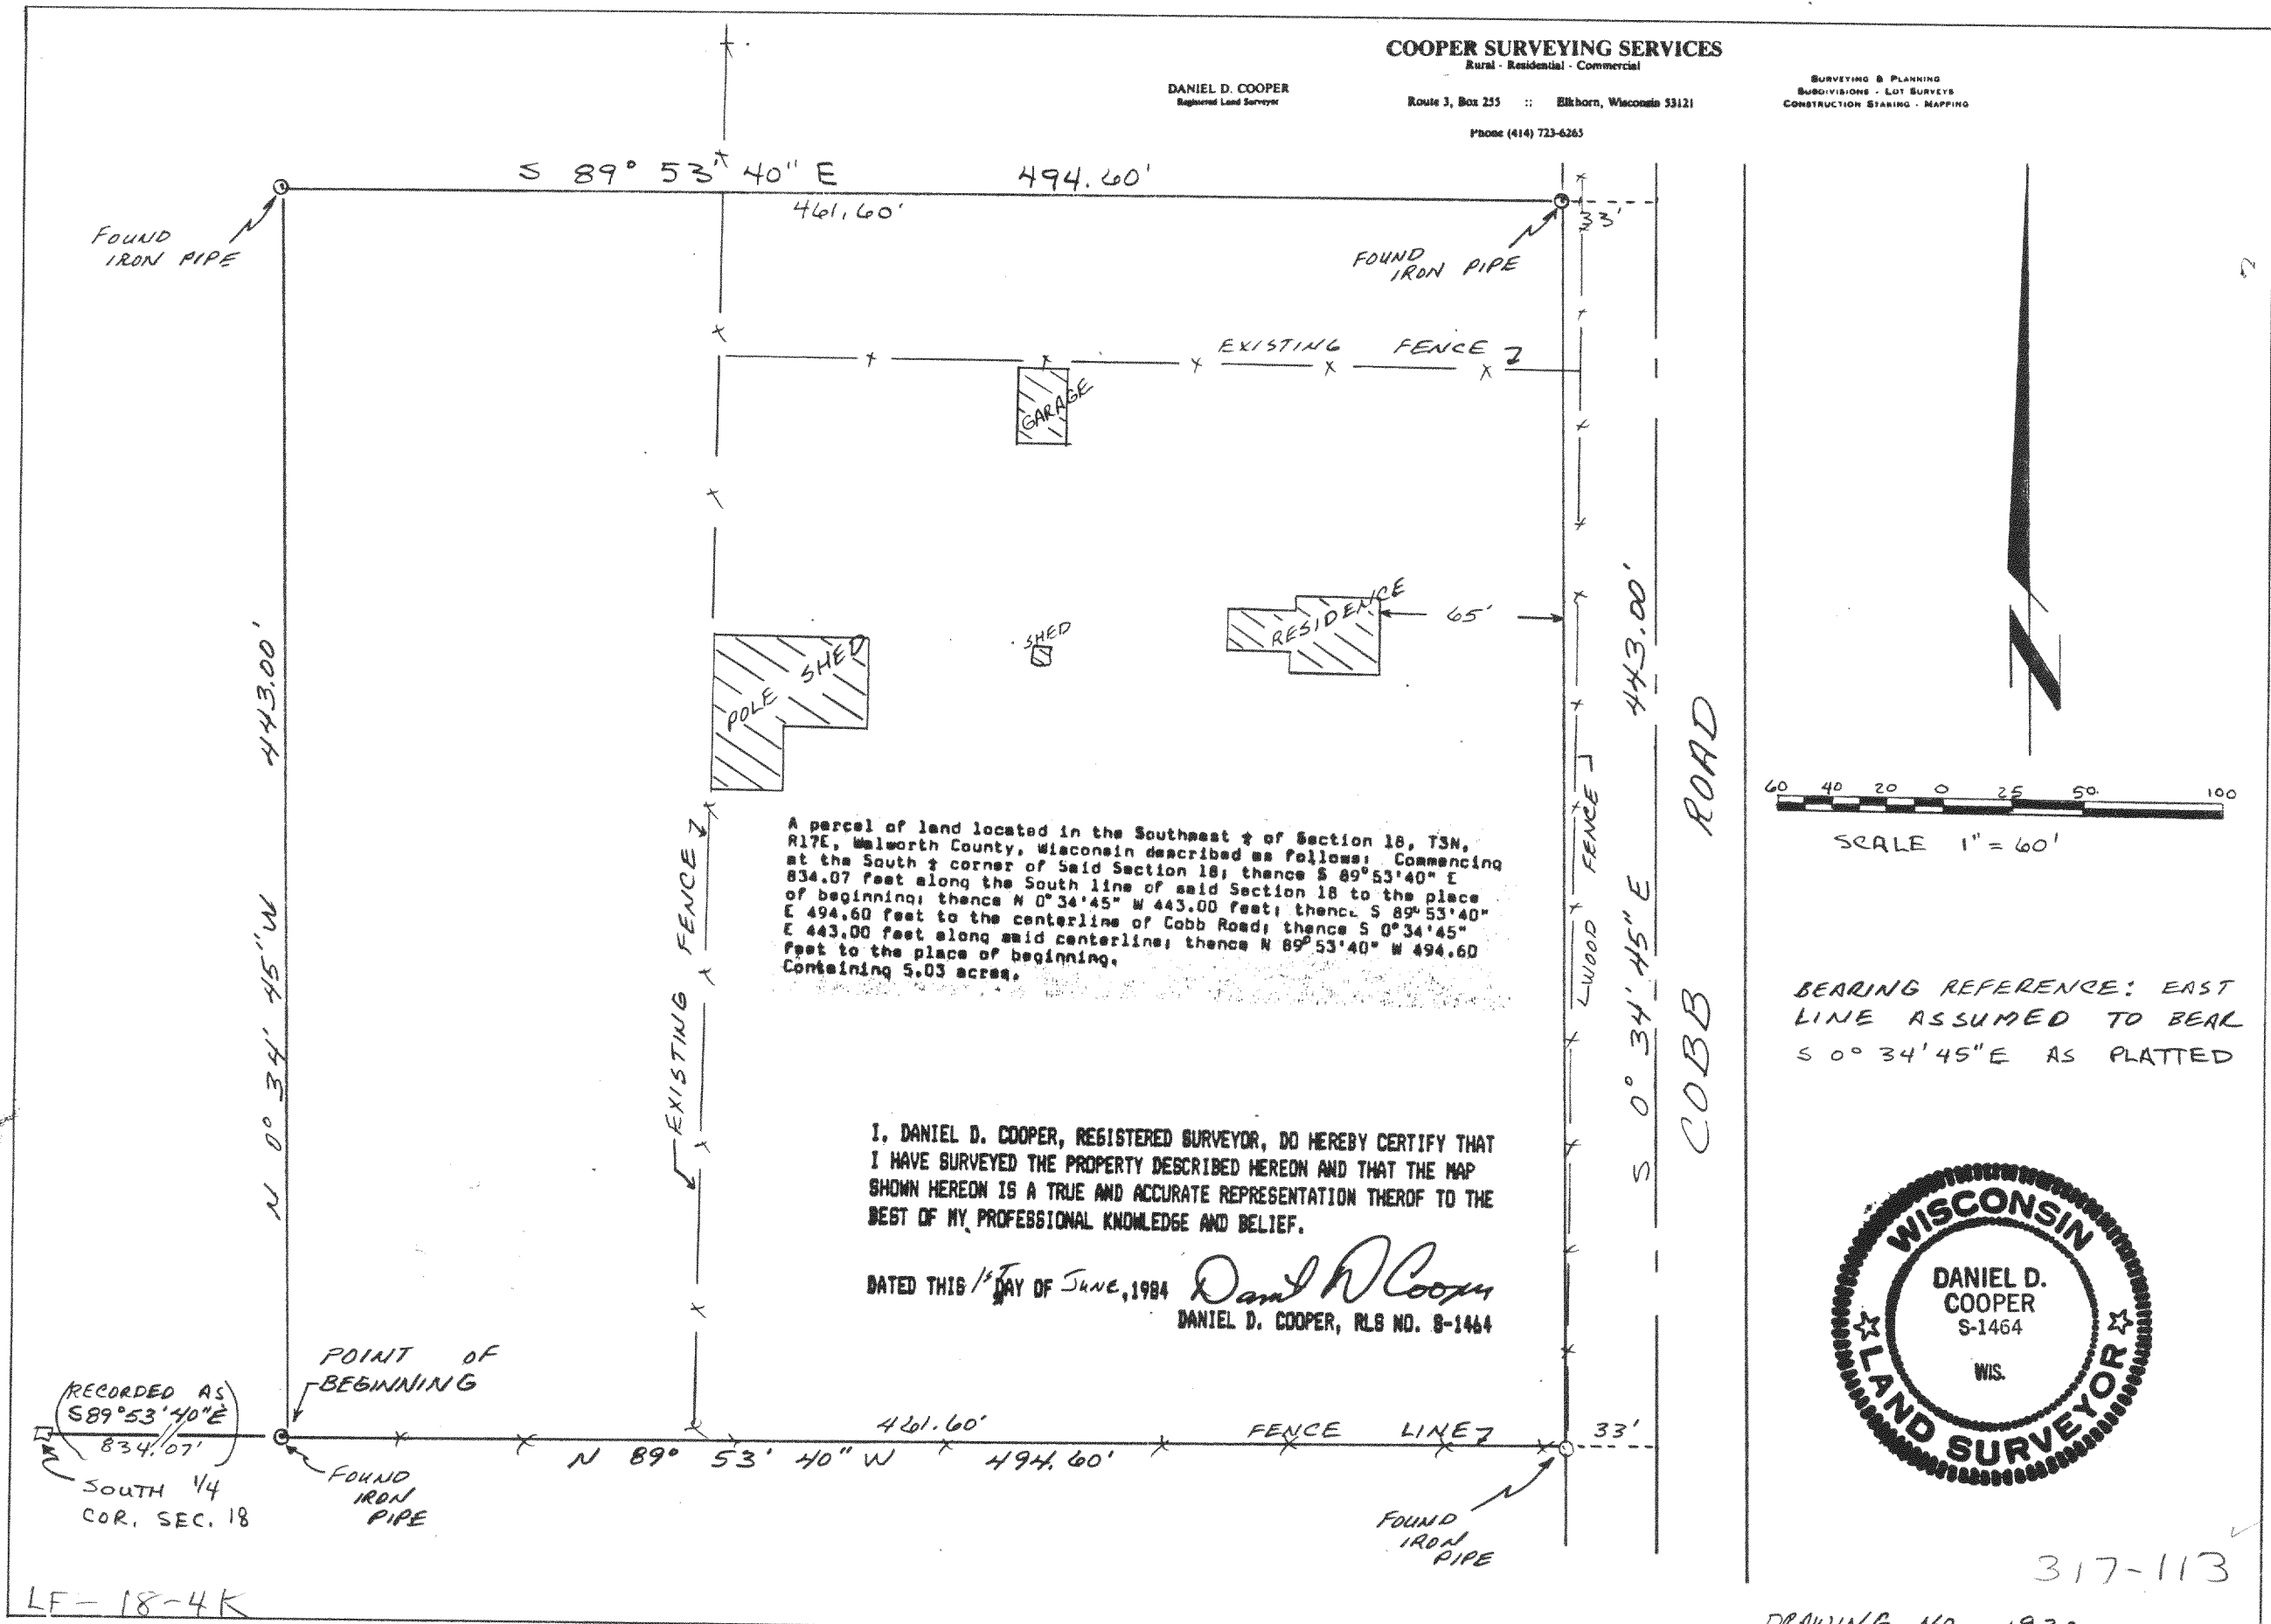 COOPER SURVEYING SERVICES
Rural - Residential - Commercial
DANIEL D. COOPER
Registered Land Surveyor
Route 3, Box 255 :: Elkhorn, Wisconsin 53121
Phone (414) 723-6265
SURVEYING & PLANNING
SUBDIVISIONS - LOT SURVEYS
CONSTRUCTION STAKING - MAPPING
S 89° 53' 40" E 494.60'
461.60'
33'
FOUND
IRON PIPE
FOUND
IRON PIPE
EXISTING FENCE
GARAGE
RESIDENCE
65'
SHED
POLE SHED
N 0° 34' 45" W 443.00'
S 0° 34' 45" E 443.00'
COBB ROAD
WOOD FENCE
EXISTING FENCE
EXISTING FENCE
60 40 20 0 25 50 100
SCALE 1" = 60'
A parcel of land located in the Southeast ¼ of Section 18, T3N,
R17E, Walworth County, Wisconsin described as follows: Commencing
at the South ¼ corner of Said Section 18; thence S 89°53'40" E
834.07 feet along the South line of said Section 18 to the place
of beginning; thence N 0°34'45" W 443.00 feet; thence S 89°53'40"
E 494.60 feet to the centerline of Cobb Road; thence S 0°34'45"
E 443.00 feet along said centerline; thence N 89°53'40" W 494.60
feet to the place of beginning.
Containing 5.03 acres.
BEARING REFERENCE: EAST
LINE ASSUMED TO BEAR
S 0° 34' 45" E AS PLATTED
I, DANIEL D. COOPER, REGISTERED SURVEYOR, DO HEREBY CERTIFY THAT
I HAVE SURVEYED THE PROPERTY DESCRIBED HEREON AND THAT THE MAP
SHOWN HEREON IS A TRUE AND ACCURATE REPRESENTATION THEROF TO THE
BEST OF MY PROFESSIONAL KNOWLEDGE AND BELIEF.
DATED THIS 1ST DAY OF June, 1984 Daniel D Cooper
DANIEL D. COOPER, RLS NO. S-1464
WISCONSIN
DANIEL D.
COOPER
S-1464
WIS.
LAND SURVEYOR
POINT OF
BEGINNING
(RECORDED AS
S89°53'40"E)
834.07'
SOUTH 1/4
COR. SEC. 18
FOUND
IRON
PIPE
461.60'
FENCE LINE
33'
N 89° 53' 40" W 494.60'
FOUND
IRON
PIPE
317-113
LF-18-4K
DRAWING NO.